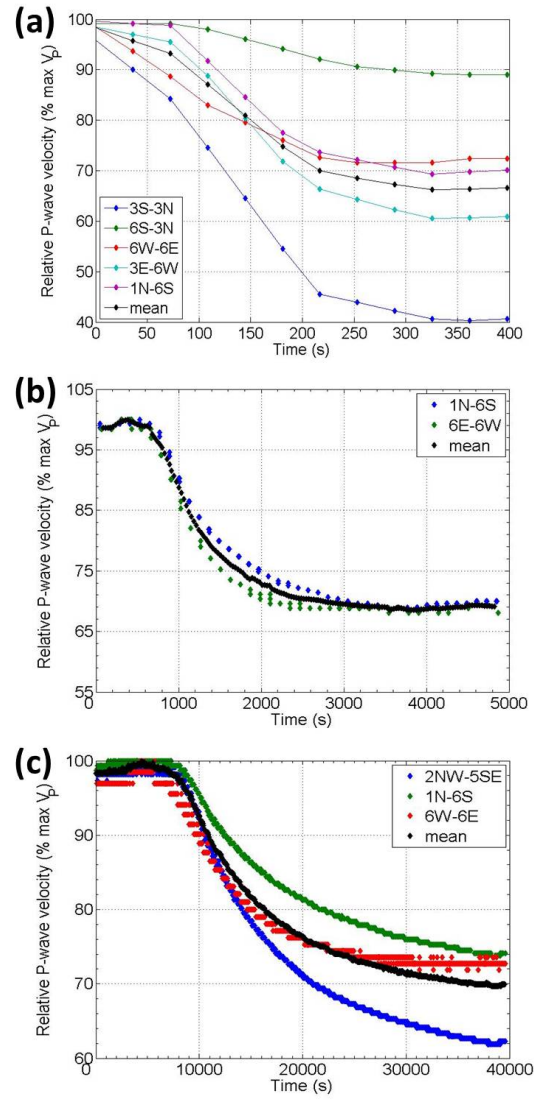 (a)
Relative P-wave velocity (% max Vp)
100
90
80
70
60
50
40
3S-3N
6S-3N
6W-6E
3E-6W
1N-6S
mean
0 50 100 150 200 250 300 350 400
Time (s)
(b)
Relative P-wave velocity (% max Vp)
105
95
85
75
65
55
1N-6S
6E-6W
mean
0 1000 2000 3000 4000 5000
Time (s)
(c)
Relative P-wave velocity (% max Vp)
100
90
80
70
60
2NW-5SE
1N-6S
6W-6E
mean
0 10000 20000 30000 40000
Time (s)